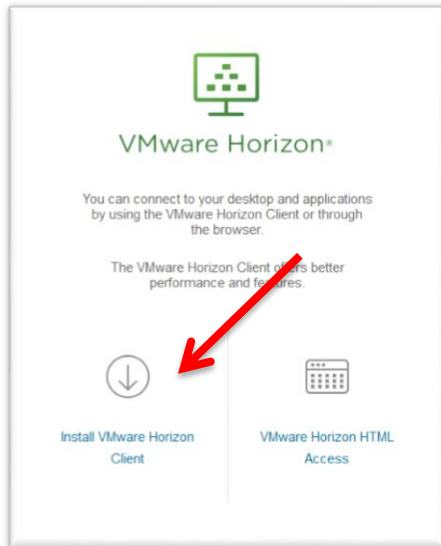 VMware Horizon®
You can connect to your desktop and applications
by using the VMware Horizon Client or through
the browser.
The VMware Horizon Client offers better
performance and features.
Install VMware Horizon
Client
VMware Horizon HTML
Access